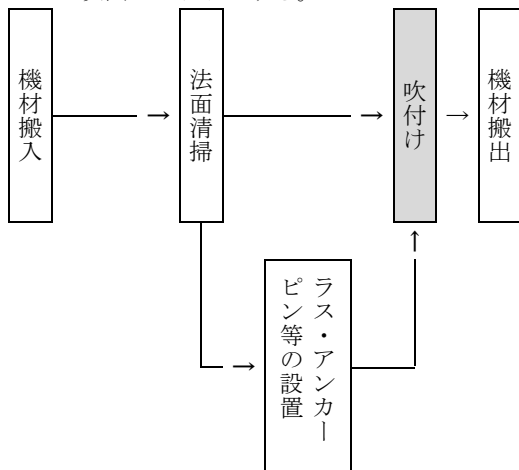 機材搬入
法面清掃
吹付け
機材搬出
ラス・アンカー
ピン等の設置